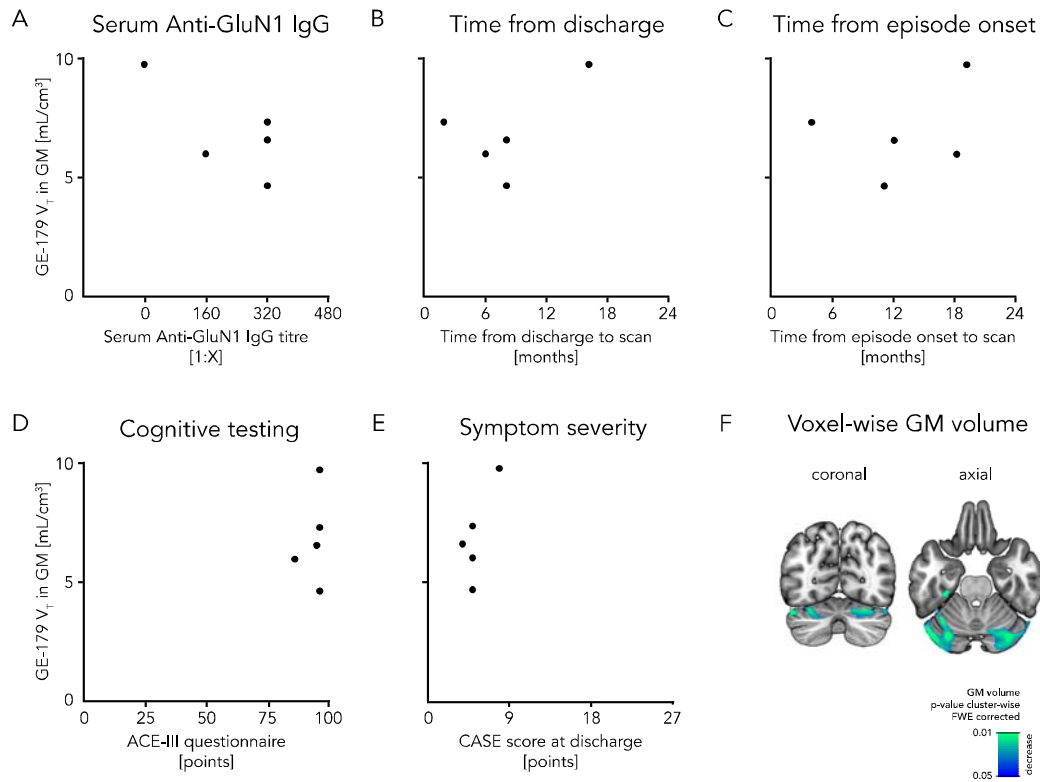 A
Serum Anti-GluN1 IgG
GE-179 V_T in GM [mL/cm³]
10
5
0
0 160 320 480
Serum Anti-GluN1 IgG titre
[1:X]
B
Time from discharge
0 6 12 18 24
Time from discharge to scan
[months]
C
Time from episode onset
0 6 12 18 24
Time from episode onset to scan
[months]
D
Cognitive testing
GE-179 V_T in GM [mL/cm³]
10
5
0
0 25 50 75 100
ACE-III questionnaire
[points]
E
Symptom severity
0 9 18 27
CASE score at discharge
[points]
F
Voxel-wise GM volume
coronal axial
GM volume
p-value cluster-wise
FWE corrected
0.01
0.05
decrease